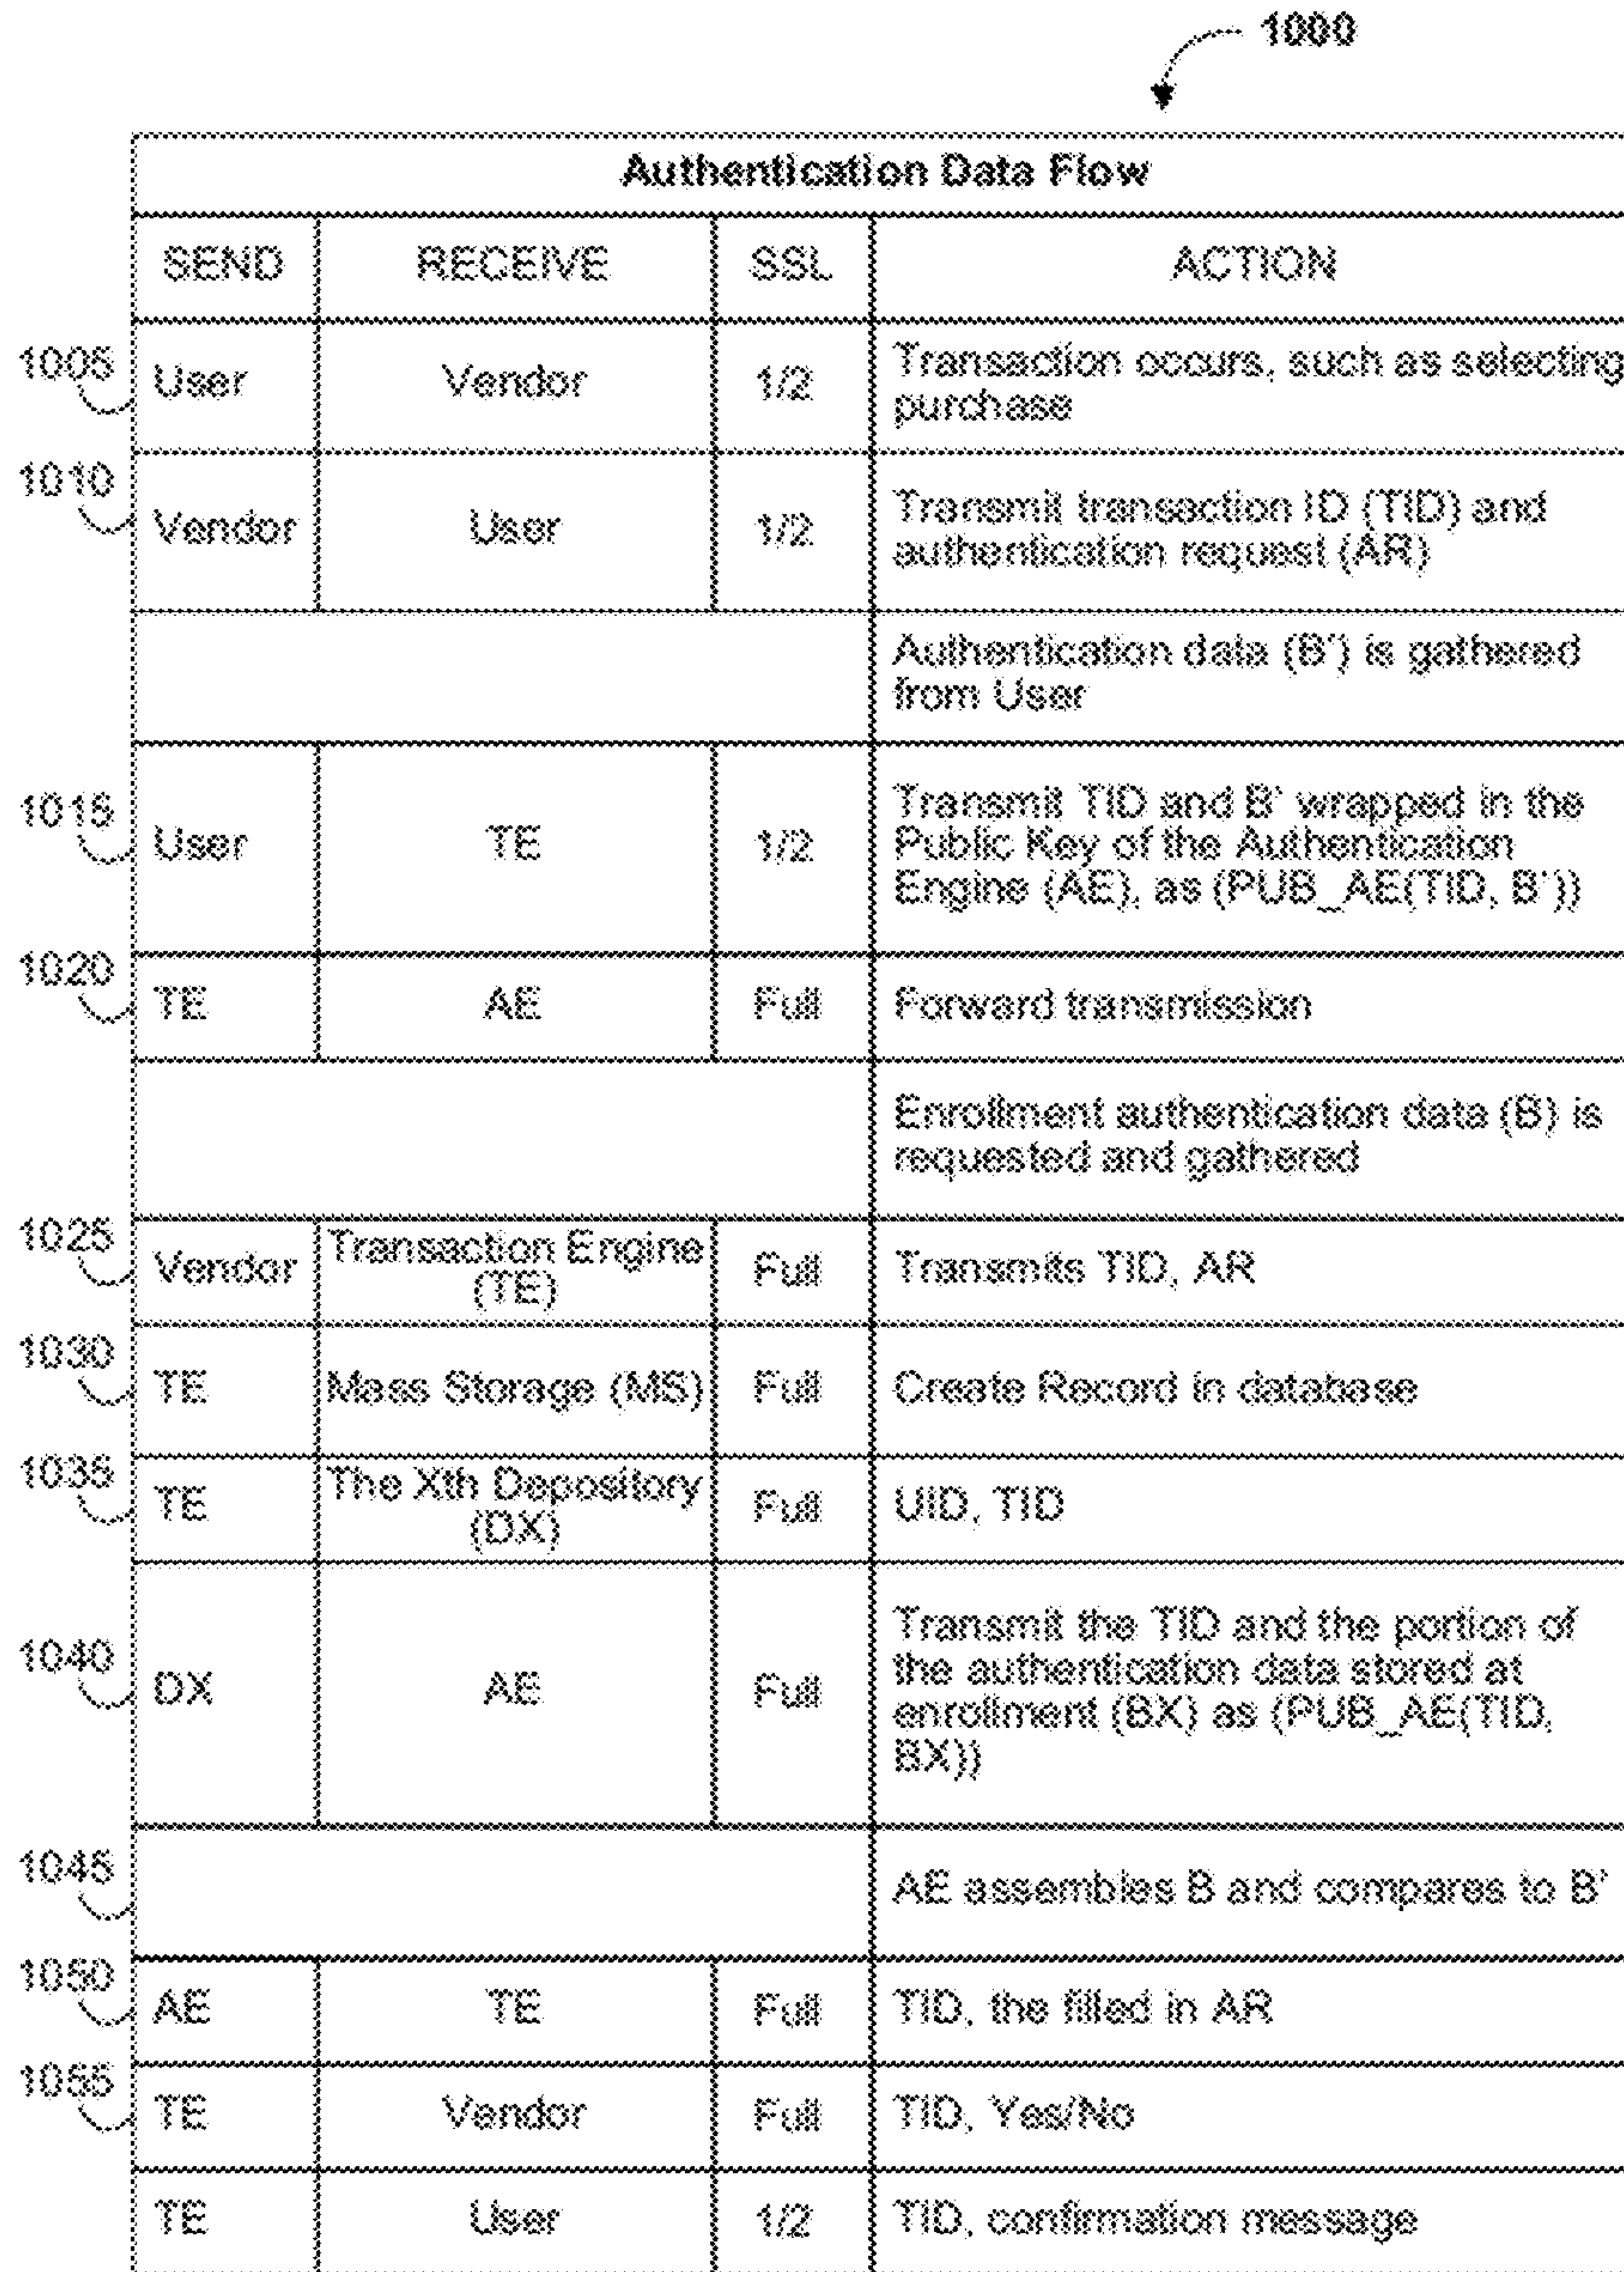 1000
Authentication Data Flow
SEND RECEIVE SSL ACTION
1005 User Vendor 1/2 Transaction occurs, such as selecting
purchase
1010 Vendor User 1/2 Transmit transaction ID (TID) and
authentication request (AR)
Authentication data (B') is gathered
from User
1015 User TE 1/2 Transmit TID and B' wrapped in the
Public Key of the Authentication
Engine (AE), as (PUB_AE(TID, B'))
1020 TE AE Full Forward transmission
Enrollment authentication data (B) is
requested and gathered
1025 Vendor Transaction Engine
(TE) Full Transmits TID, AR
1030 TE Mass Storage (MS) Full Create Record in database
1035 TE The Xth Depository
(DX) Full UID, TID
1040 DX AE Full Transmit the TID and the portion of
the authentication data stored at
enrollment (BX) as (PUB_AE(TID,
BX))
1045 AE assembles B and compares to B'
1050 AE TE Full TID, the filled in AR
1055 TE Vendor Full TID, Yes/No
TE User 1/2 TID, confirmation message